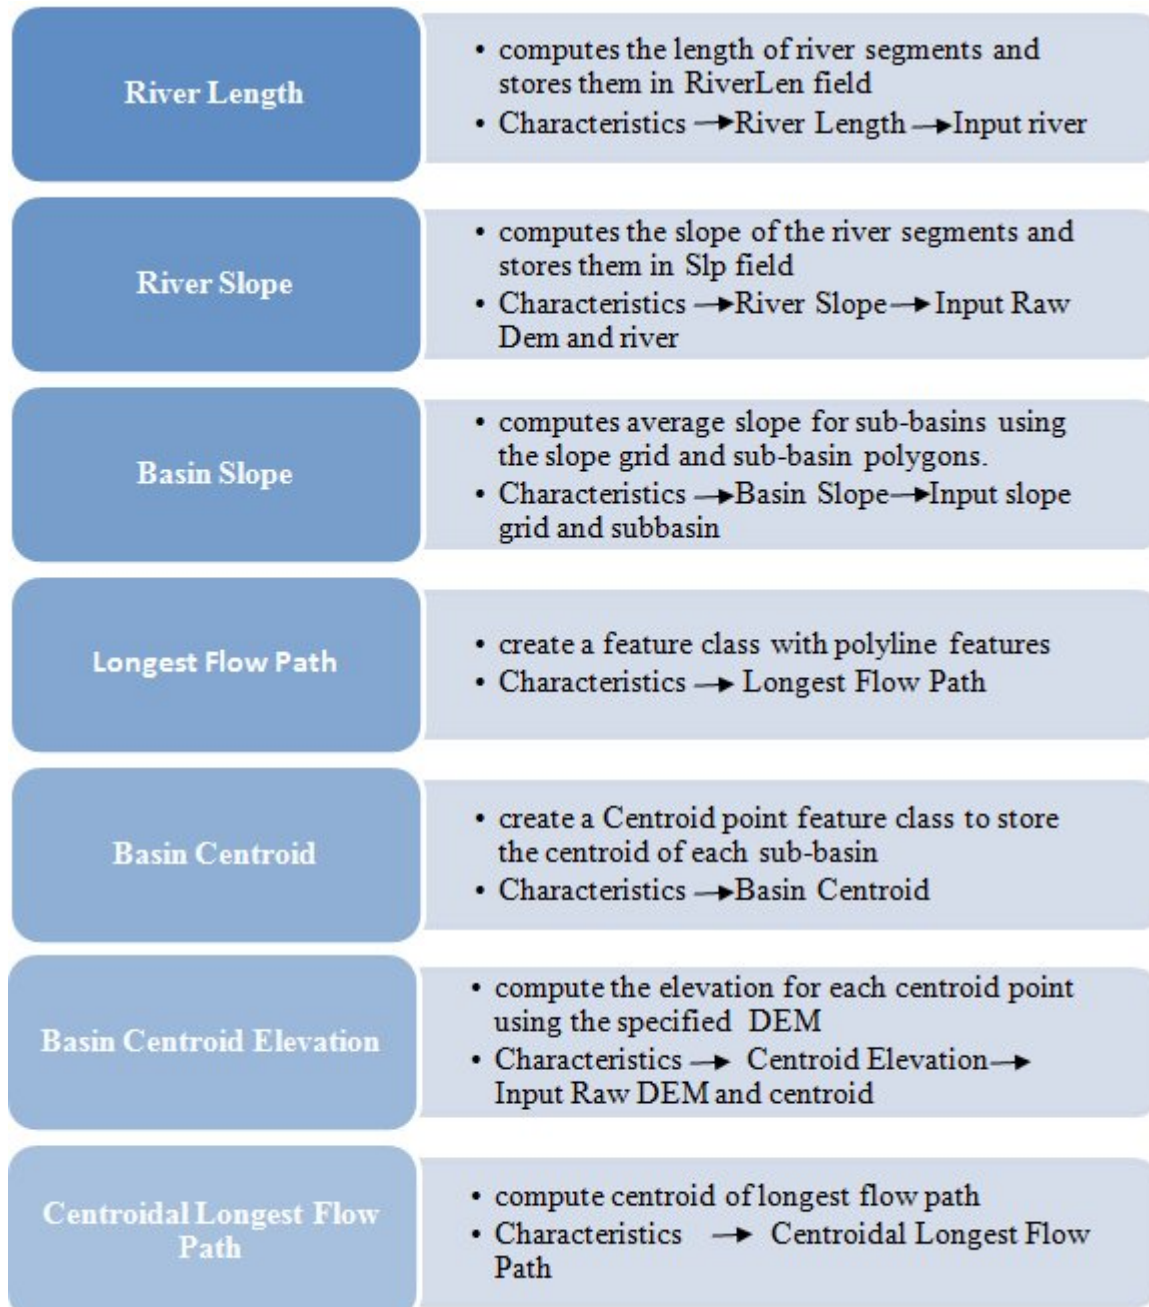 River Length
• computes the length of river segments and
stores them in RiverLen field
• Characteristics → River Length → Input river
River Slope
• computes the slope of the river segments and
stores them in Slp field
• Characteristics → River Slope → Input Raw
Dem and river
Basin Slope
• computes average slope for sub-basins using
the slope grid and sub-basin polygons.
• Characteristics → Basin Slope → Input slope
grid and subbasin
Longest Flow Path
• create a feature class with polyline features
• Characteristics → Longest Flow Path
Basin Centroid
• create a Centroid point feature class to store
the centroid of each sub-basin
• Characteristics → Basin Centroid
Basin Centroid Elevation
• compute the elevation for each centroid point
using the specified DEM
• Characteristics → Centroid Elevation →
Input Raw DEM and centroid
Centroidal Longest Flow
Path
• compute centroid of longest flow path
• Characteristics → Centroidal Longest Flow
Path